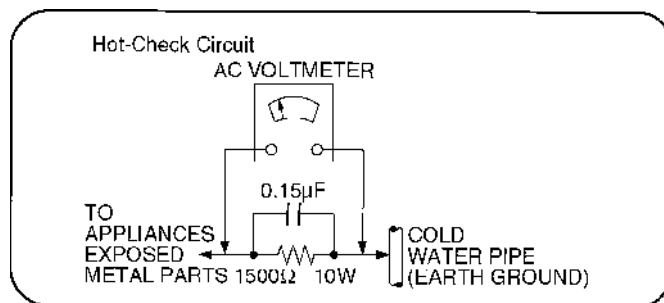 Hot-Check Circuit
AC VOLTMETER
0.15µF
TO
APPLIANCES
EXPOSED
METAL PARTS
1500Ω
10W
COLD
WATER PIPE
(EARTH GROUND)